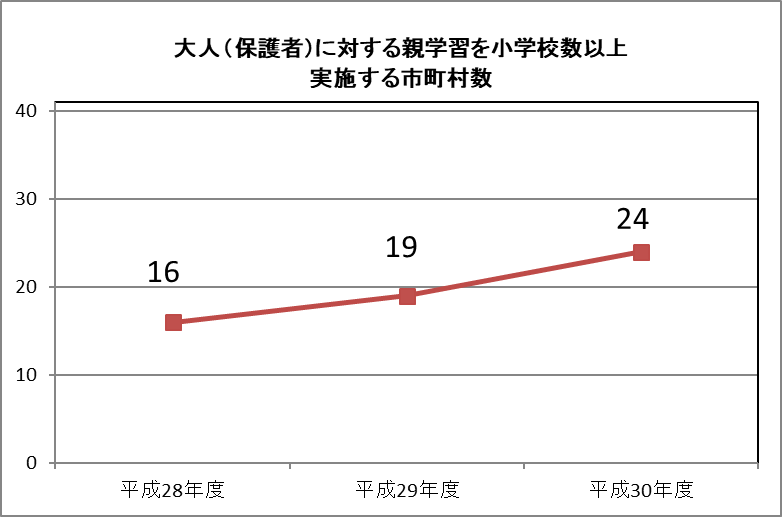 大人（保護者）に対する親学習を小学校数以上
実施する市町村数
40
30
20
10
0
16
19
24
平成28年度
平成29年度
平成30年度